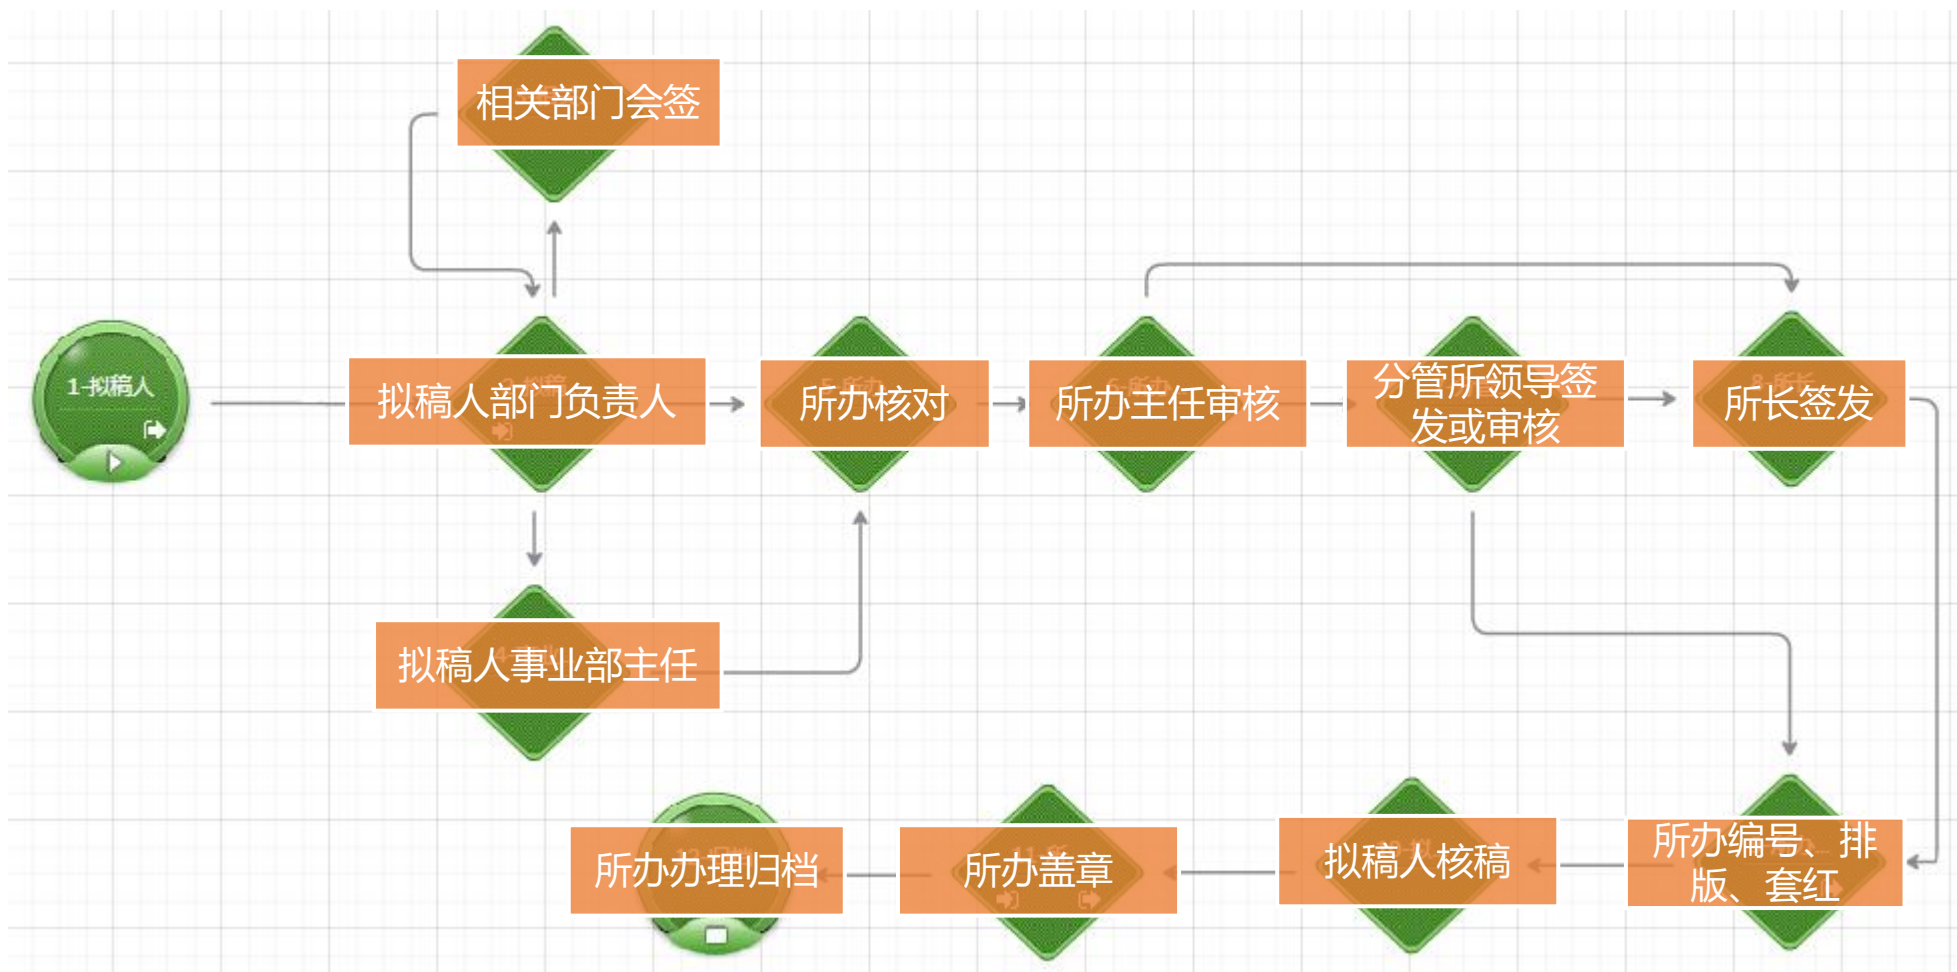 相关部门会签
1-拟稿人
拟稿人部门负责人
所办核对
所办主任审核
分管所领导签
发或审核
所长签发
拟稿人事业部主任
所办办理归档
所办盖章
拟稿人核稿
所办编号、排
版、套红